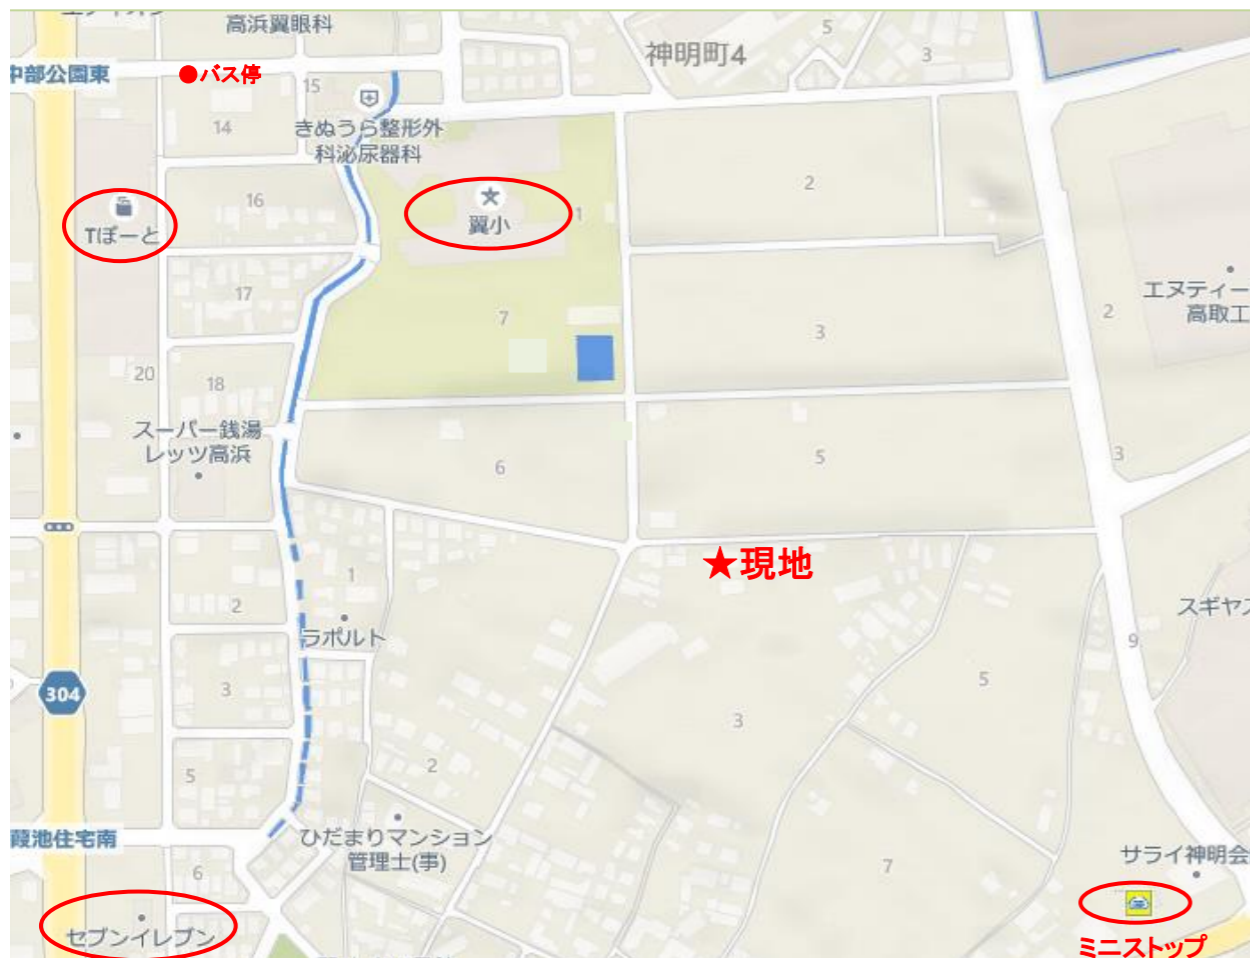 高浜翼眼科
中部公園東
●バス停
神明町4
5
3
15
14
きぬうら整形外
科泌尿器科
16
Tぽーと
翼小
1
2
17
7
3
2
エヌティー
高取工
20
18
スーパー銭湯
レッツ高浜
6
5
3
★現地
1
2
ラポルト
スギヤス
9
304
3
5
3
5
2
ひだまりマンション
管理士(事)
葭池住宅南
6
7
サライ神明会
セブンイレブン
ミニストップ